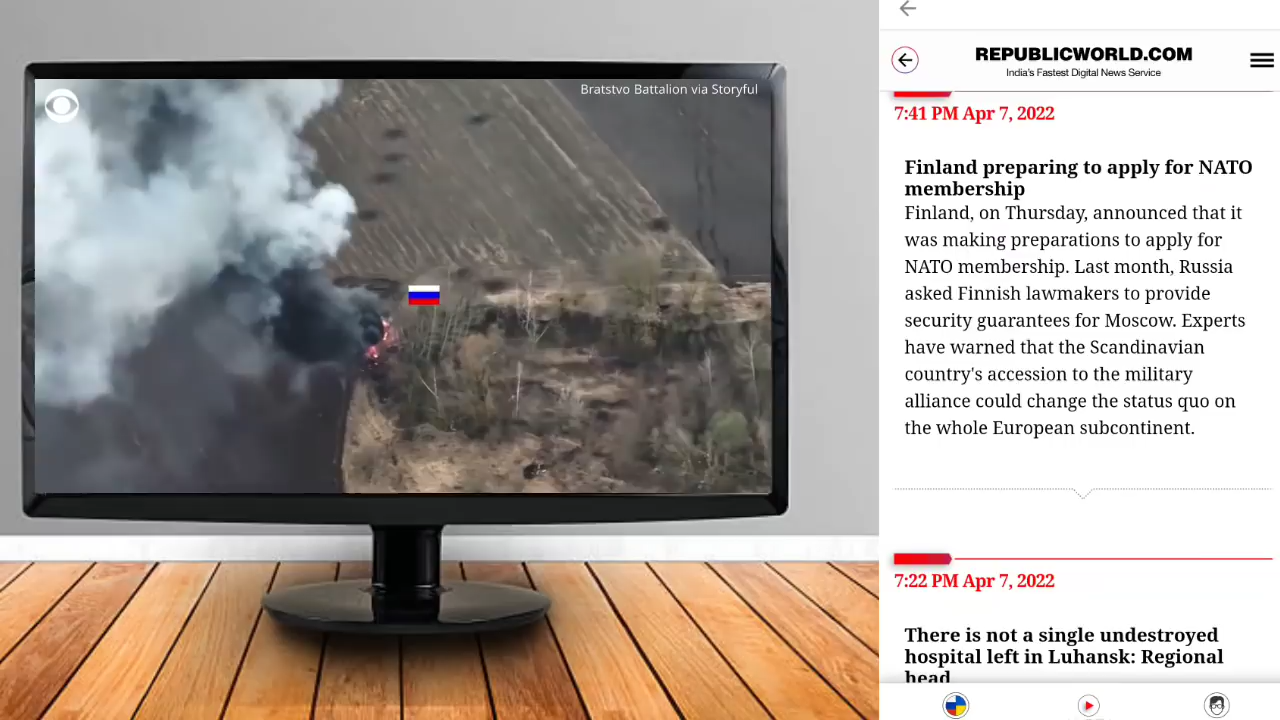 Bratstvo Battalion via Storyful
REPUBLICWORLD.COM
India's Fastest Digital News Service
7:41 PM Apr 7, 2022
Finland preparing to apply for NATO
membership
Finland, on Thursday, announced that it
was making preparations to apply for
NATO membership. Last month, Russia
asked Finnish lawmakers to provide
security guarantees for Moscow. Experts
have warned that the Scandinavian
country's accession to the military
alliance could change the status quo on
the whole European subcontinent.
7:22 PM Apr 7, 2022
There is not a single undestroyed
hospital left in Luhansk: Regional
head